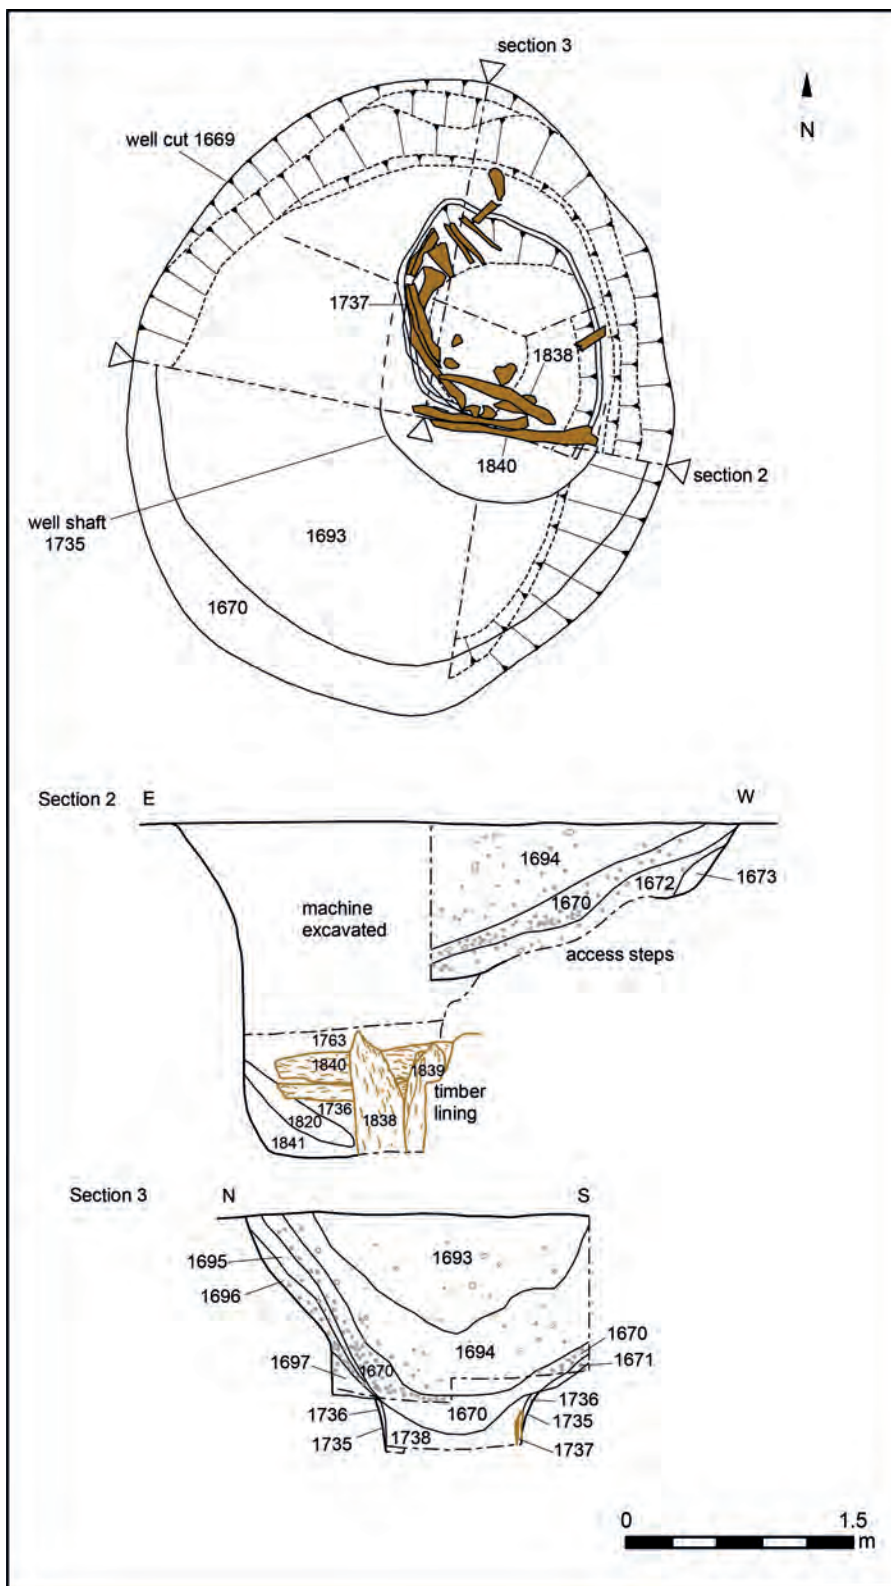 section 3
N
well cut 1669
1737
1838
1840
section 2
well shaft
1735
1693
1670
Section 2
E
W
1694
1673
1672
1670
machine
excavated
access steps
1763
1840
1839
timber
lining
1736
1820
1838
1841
Section 3
N
S
1693
1695
1696
1694
1670
1671
1697
1670
1736
1736
1670
1735
1735
1738
1737
0
1.5
m